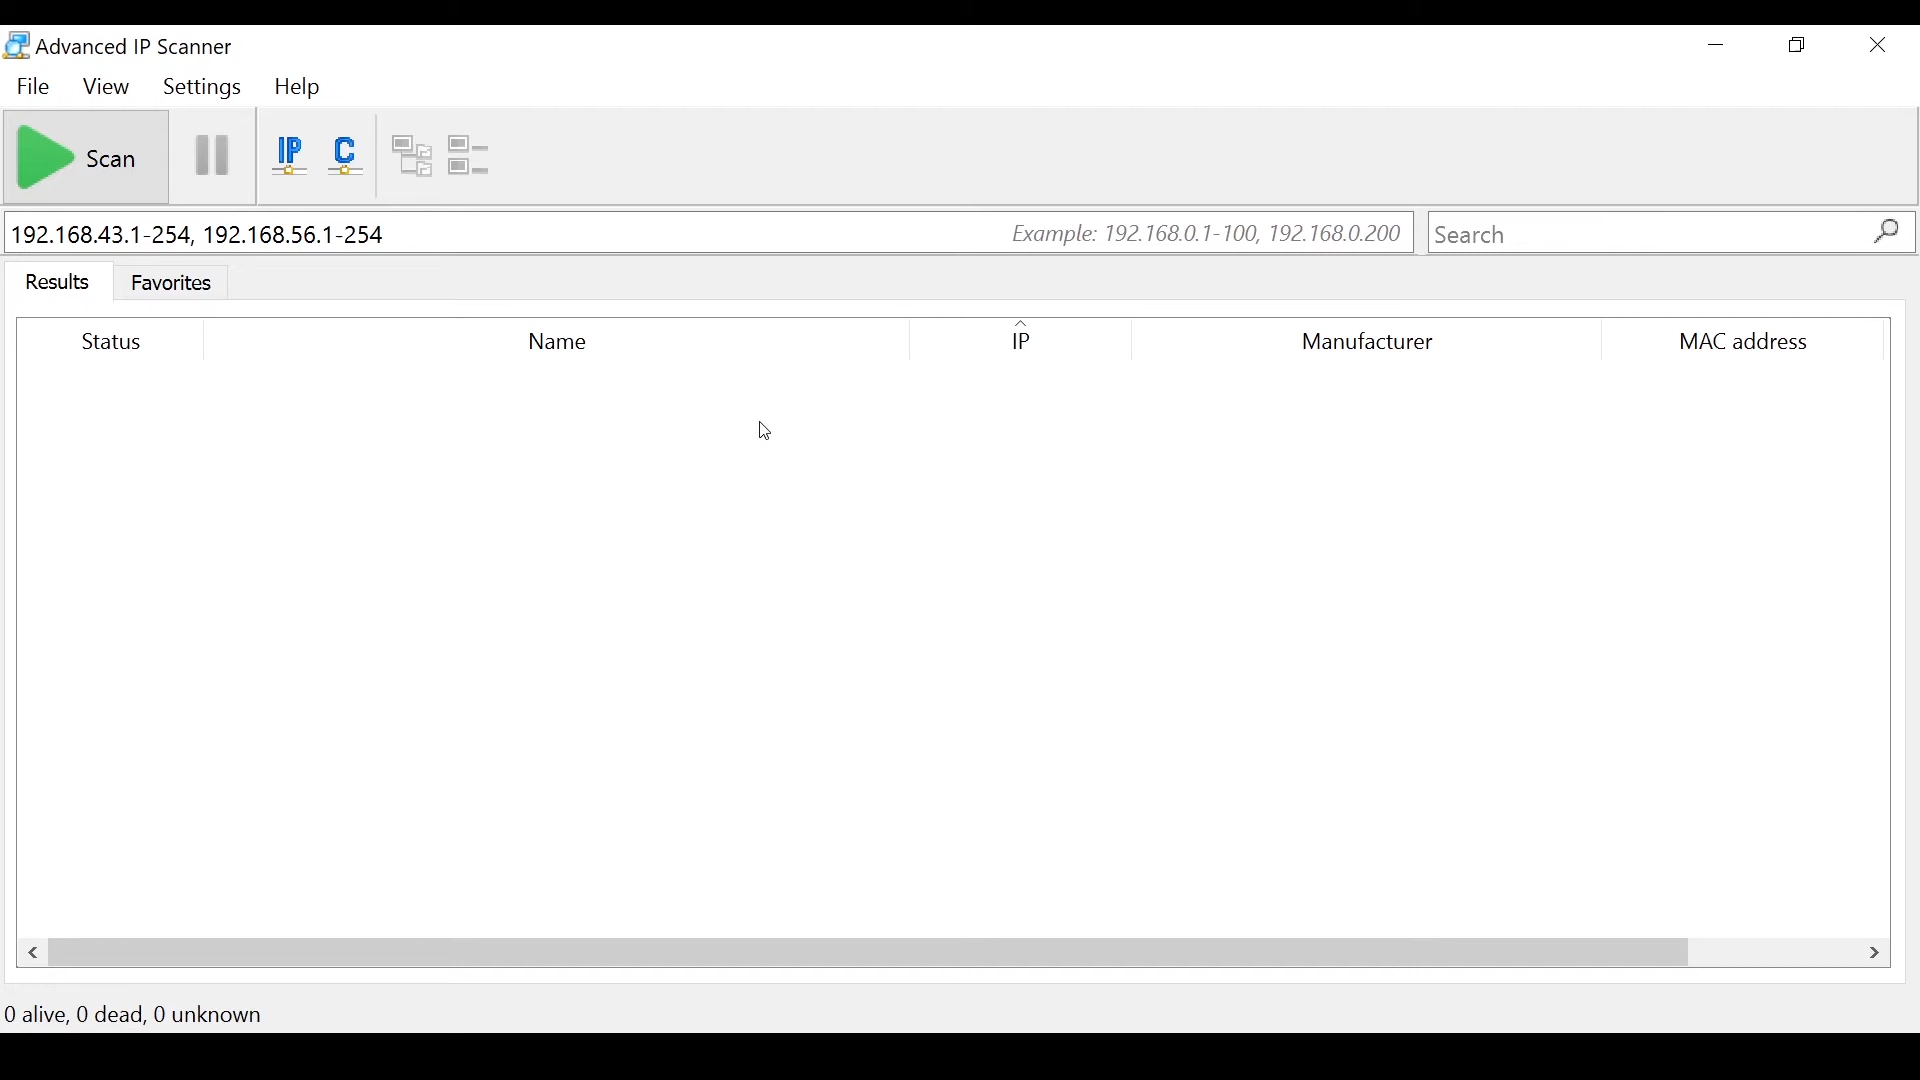 Advanced IP Scanner
File View Settings Help
Scan IP C
192.168.43.1-254, 192.168.56.1-254 Example: 192.168.0.1-100, 192.168.0.200 Search
Results Favorites
Status Name IP Manufacturer MAC address
0 alive, 0 dead, 0 unknown